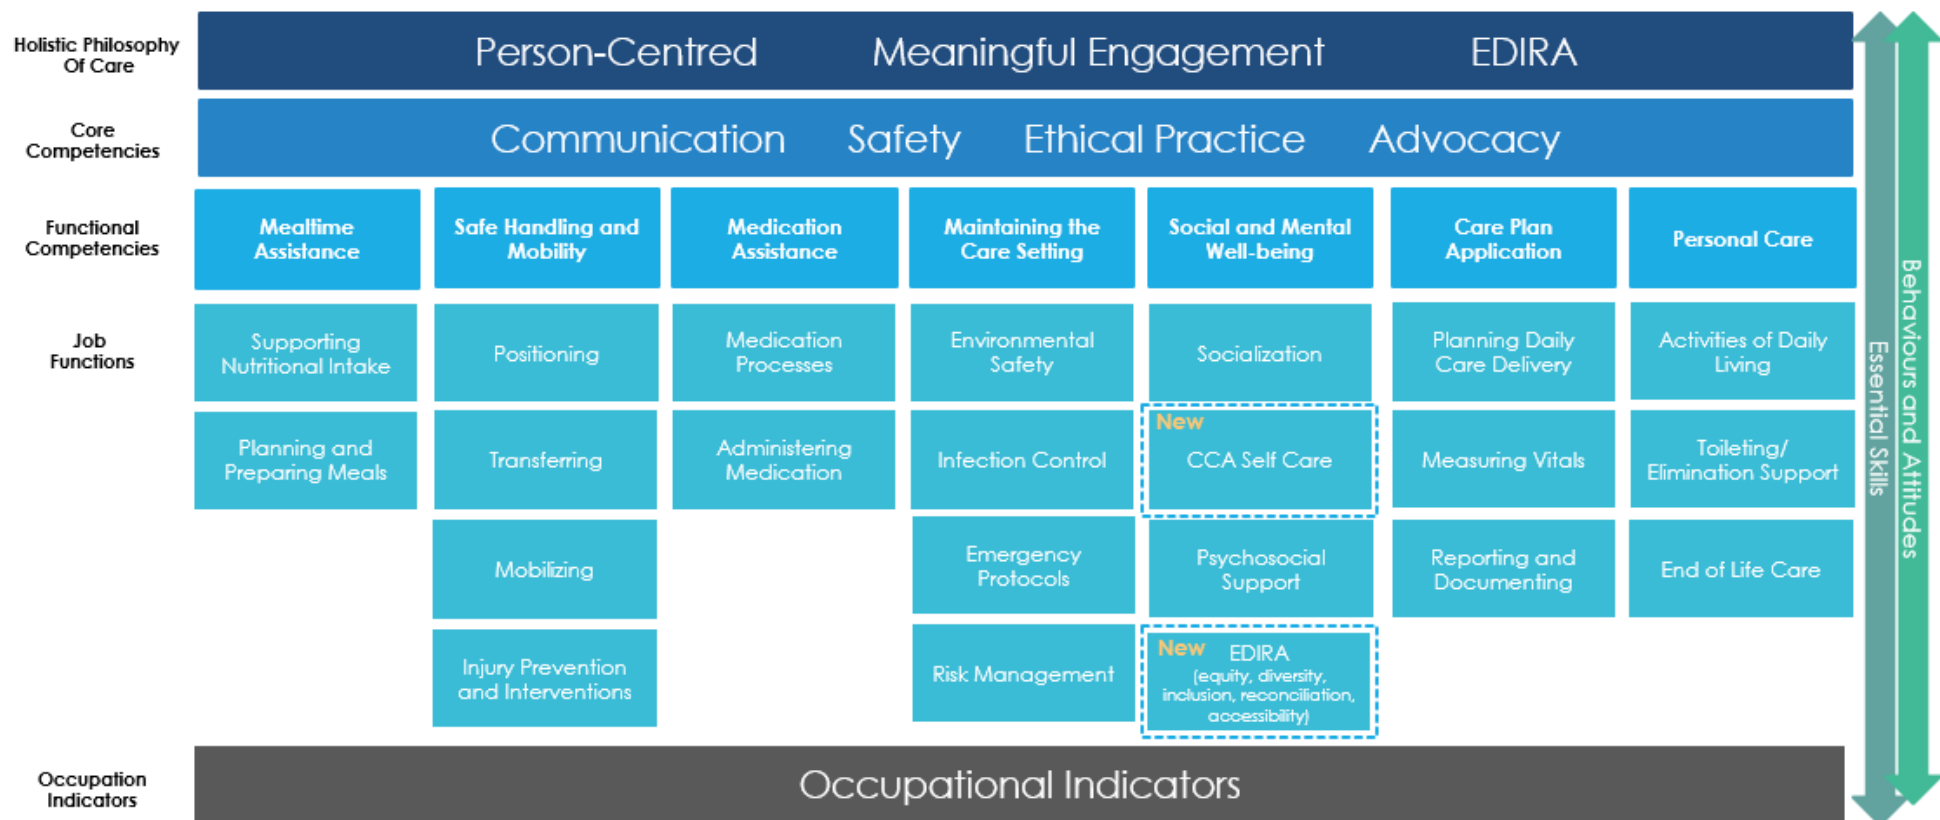 Holistic Philosophy
Of Care
Person-Centred Meaningful Engagement EDIRA
Core
Competencies
Communication Safety Ethical Practice Advocacy
Functional
Competencies
Mealtime
Assistance
Safe Handling and
Mobility
Medication
Assistance
Maintaining the
Care Setting
Social and Mental
Well-being
Care Plan
Application
Personal Care
Job
Functions
Supporting
Nutritional Intake
Positioning
Medication
Processes
Environmental
Safety
Socialization
Planning Daily
Care Delivery
Activities of Daily
Living
Planning and
Preparing Meals
Transferring
Administering
Medication
Infection Control
New
CCA Self Care
Measuring Vitals
Toileting/
Elimination Support
Mobilizing
Emergency
Protocols
Psychosocial
Support
Reporting and
Documenting
End of Life Care
Injury Prevention
and Interventions
Risk Management
New
EDIRA
(equity, diversity,
inclusion, reconciliation,
accessibility)
Occupation
Indicators
Occupational Indicators
Essential Skills
Behaviours and Attitudes